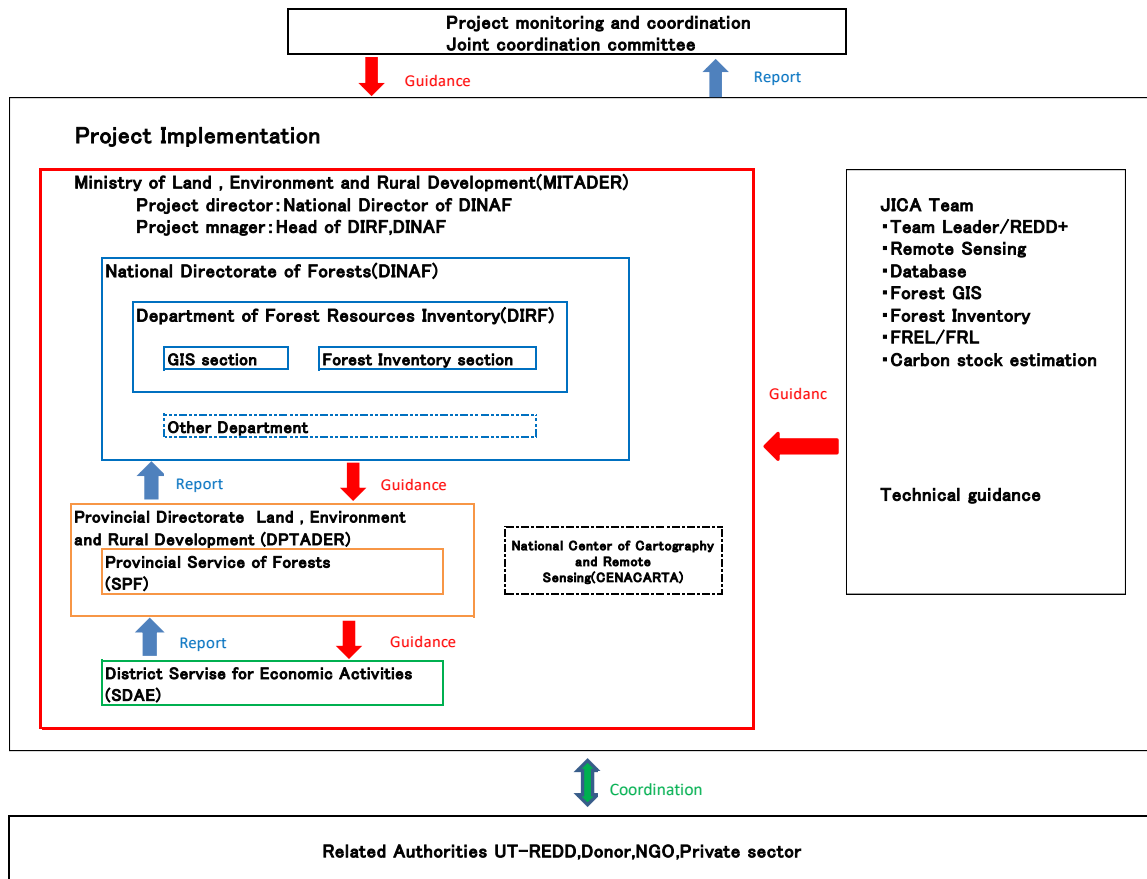 Project monitoring and coordination
Joint coordination committee
Guidance
Report
Project Implementation
Ministry of Land , Environment and Rural Development(MITADER)
Project director:National Director of DINAF
Project mnager:Head of DIRF,DINAF
National Directorate of Forests(DINAF)
Department of Forest Resources Inventory(DIRF)
GIS section
Forest Inventory section
Other Department
Report
Guidance
Provincial Directorate Land , Environment
and Rural Development (DPTADER)
Provincial Service of Forests
(SPF)
National Center of Cartography
and Remote
Sensing(CENACARTA)
Report
Guidance
District Servise for Economic Activities
(SDAE)
Guidanc
JICA Team
・Team Leader/REDD+
・Remote Sensing
・Database
・Forest GIS
・Forest Inventory
・FREL/FRL
・Carbon stock estimation
Technical guidance
Coordination
Related Authorities UT-REDD,Donor,NGO,Private sector